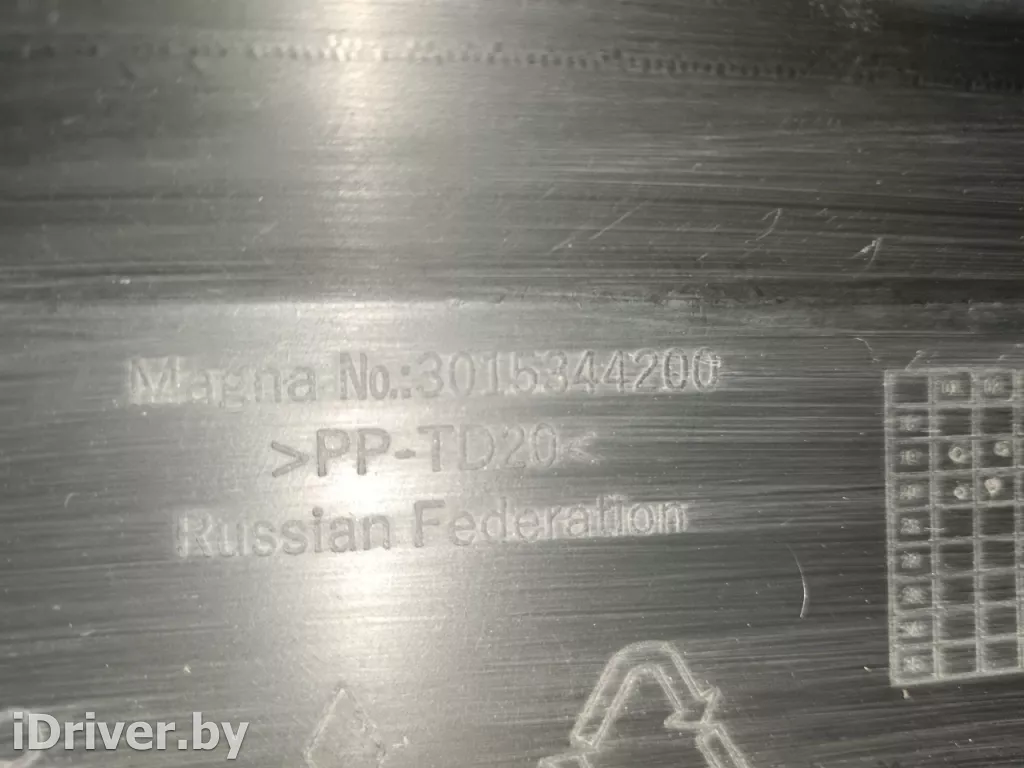 Magna No.:3015344200
>PP-TD20<
Russian Federation
iDriver.by